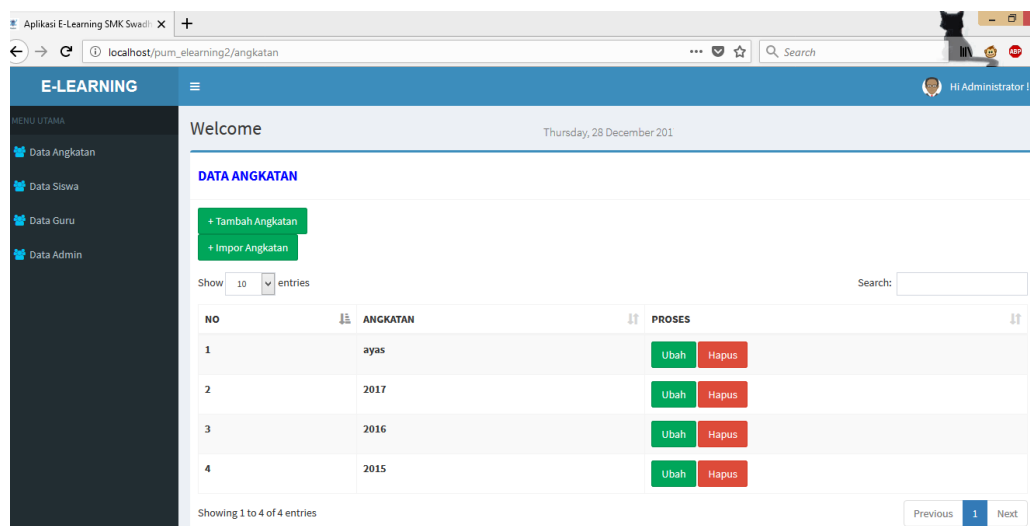 Aplikasi E-Learning SMK Swadh
localhost/pum_elearning2/angkatan
Search
ABP
E-LEARNING
Hi Administrator !
MENU UTAMA
Welcome
Thursday, 28 December 201
Data Angkatan
Data Siswa
Data Guru
Data Admin
DATA ANGKATAN
+ Tambah Angkatan
+ Impor Angkatan
Show 10 entries
Search:
NO ANGKATAN PROSES
1 ayas Ubah Hapus
2 2017 Ubah Hapus
3 2016 Ubah Hapus
4 2015 Ubah Hapus
Showing 1 to 4 of 4 entries
Previous 1 Next